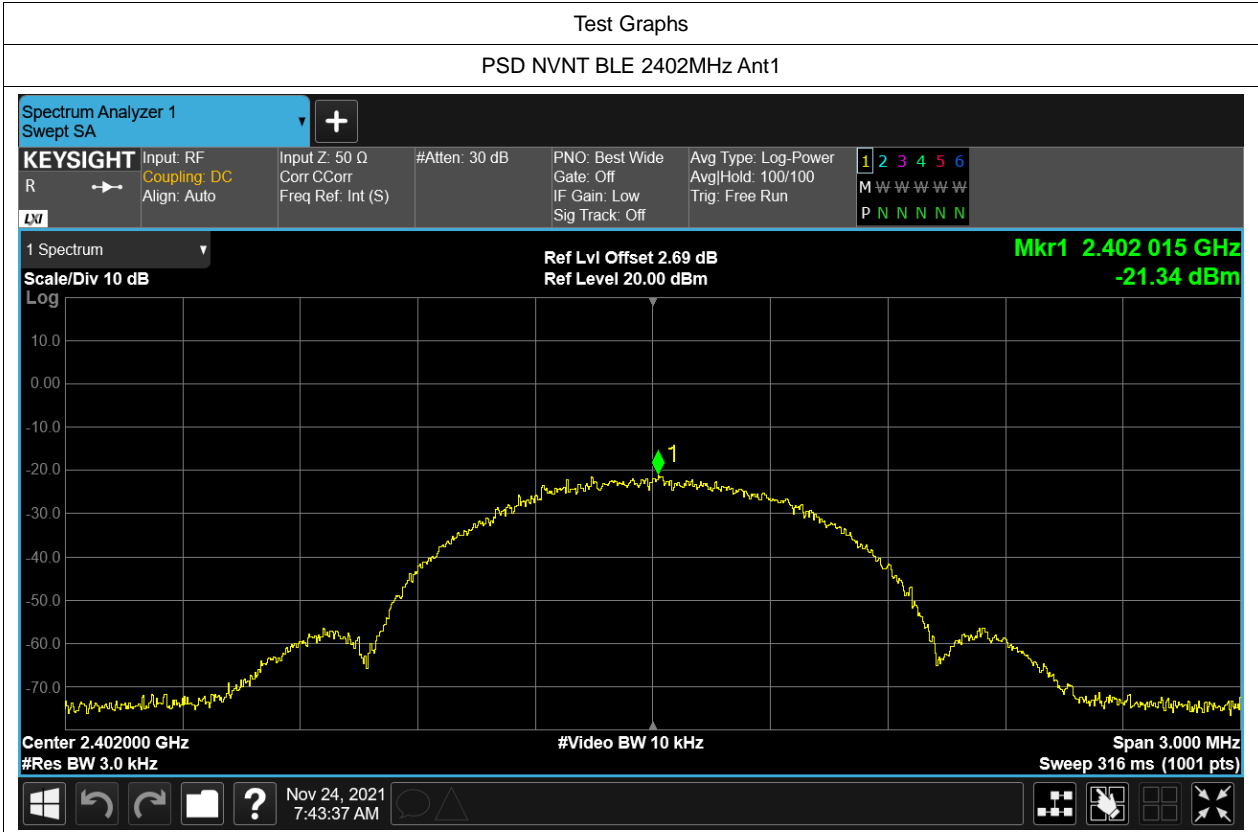 Test Graphs
PSD NVNT BLE 2402MHz Ant1
Spectrum Analyzer 1
Swept SA
KEYSIGHT
R
LXI
Input: RF
Coupling: DC
Align: Auto
Input Z: 50 Ω
Corr CCorr
Freq Ref: Int (S)
#Atten: 30 dB
PNO: Best Wide
Gate: Off
IF Gain: Low
Sig Track: Off
Avg Type: Log-Power
Avg|Hold: 100/100
Trig: Free Run
1 2 3 4 5 6
M W W W W W
P N N N N N
1 Spectrum
Scale/Div 10 dB
Ref Lvl Offset 2.69 dB
Ref Level 20.00 dBm
Mkr1 2.402 015 GHz
-21.34 dBm
Log
10.0
0.00
-10.0
1
-20.0
-30.0
-40.0
-50.0
-60.0
-70.0
Center 2.402000 GHz
#Video BW 10 kHz
Span 3.000 MHz
#Res BW 3.0 kHz
Sweep 316 ms (1001 pts)
?
Nov 24, 2021
7:43:37 AM